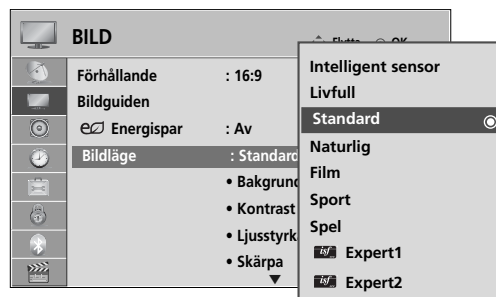 BILD
Flytta OK
Förhållande : 16:9
Bildguiden
Energispar : Av
Bildläge : Standard
• Bakgrund
• Kontrast
• Ljusstyrk
• Skärpa
Intelligent sensor
Livfull
Standard
Naturlig
Film
Sport
Spel
isf Expert1
isf Expert2